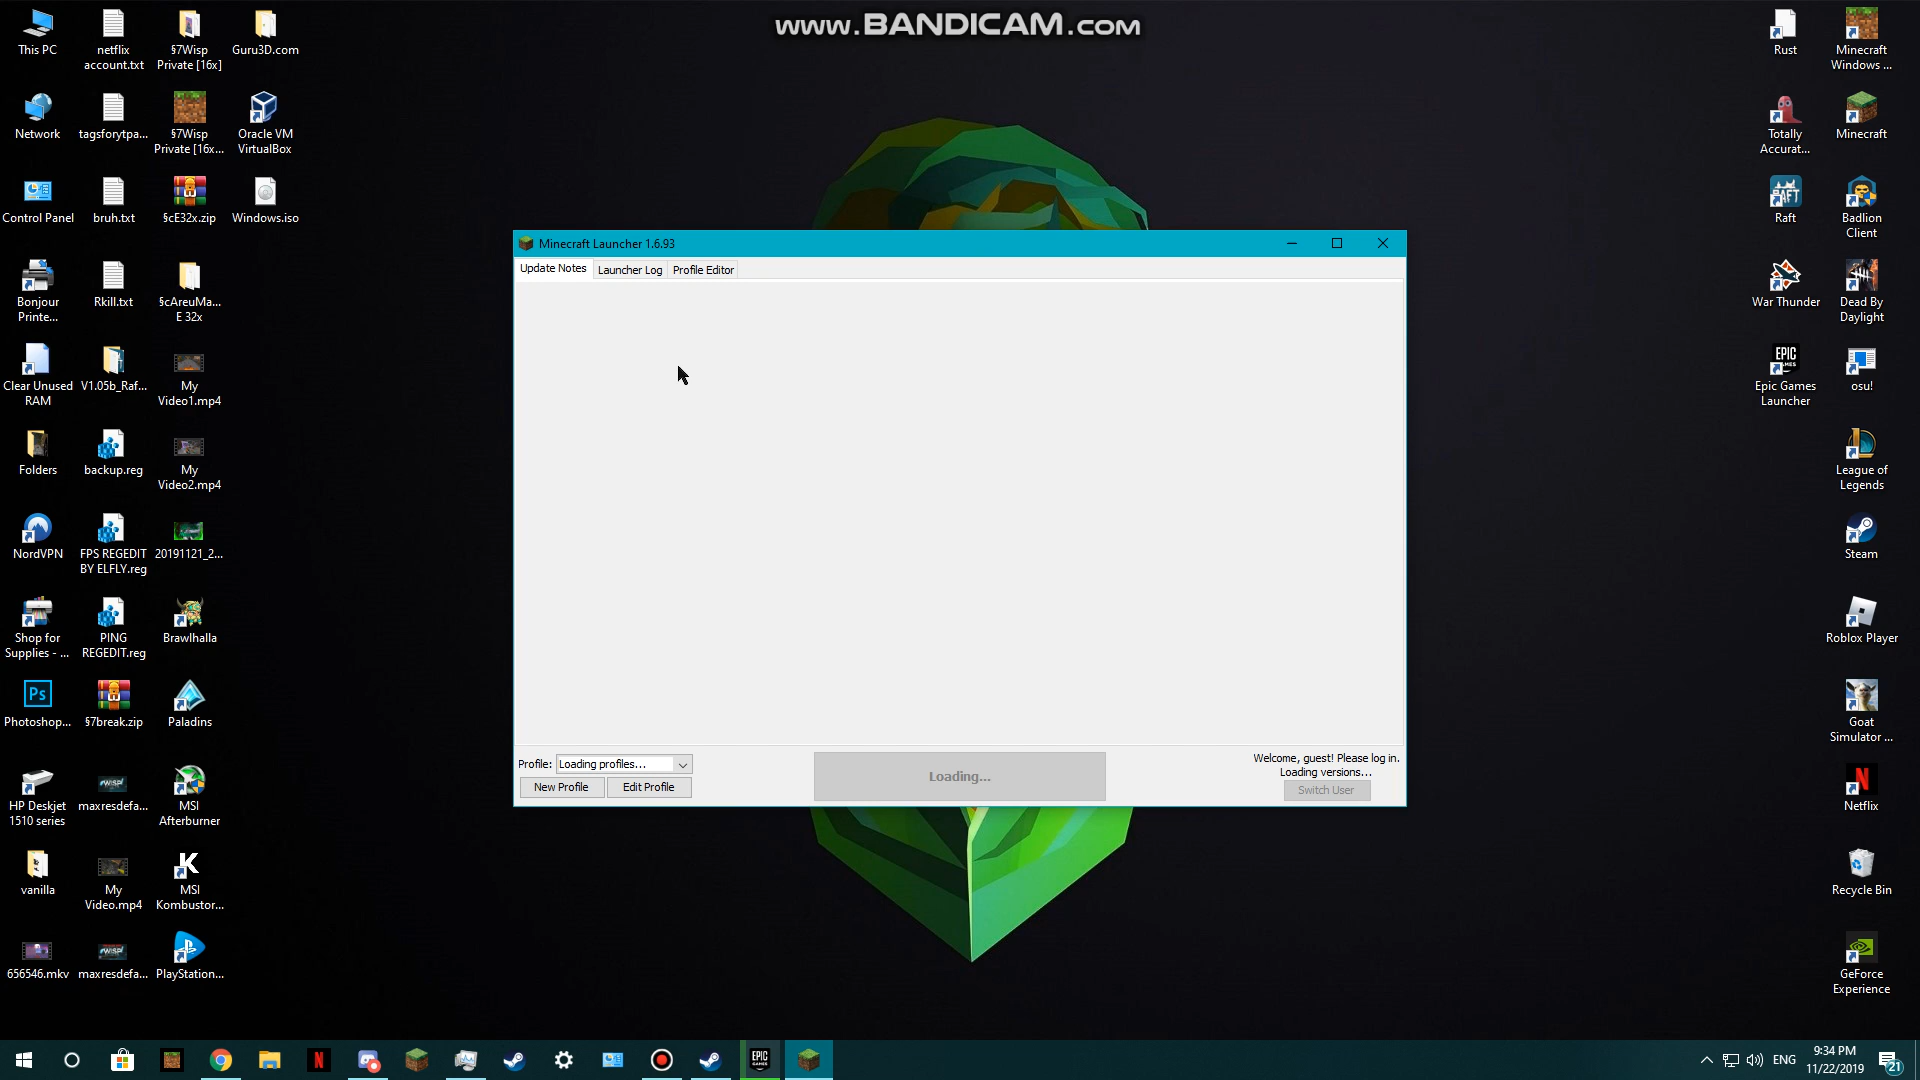 www.BANDICAM.com
This PC
netflix
account.txt
§7Wisp
Private [16x]
Guru3D.com
Network
tagsforytpa...
§7Wisp
Private [16x...
Oracle VM
VirtualBox
Control Panel
bruh.txt
§cE32x.zip
Windows.iso
Bonjour
Printe...
Rkill.txt
§cAreuMa...
E 32x
Clear Unused
RAM
V1.05b_Raf...
My
Video1.mp4
Folders
backup.reg
My
Video2.mp4
NordVPN
FPS REGEDIT
BY ELFLY.reg
20191121_2...
Shop for
Supplies - ...
PING
REGEDIT.reg
Brawlhalla
Ps
Photoshop...
§7break.zip
Paladins
HP Deskjet
1510 series
maxresdefa...
MSI
Afterburner
vanilla
My
Video.mp4
K
MSI
Kombustor...
656546.mkv
maxresdefa...
PlayStation...
Minecraft Launcher 1.6.93
Update Notes
Launcher Log
Profile Editor
Profile:
Loading profiles...
New Profile
Edit Profile
Loading...
Welcome, guest! Please log in.
Loading versions...
Switch User
Rust
Minecraft
Windows ...
Totally
Accurat...
Minecraft
RAFT
Raft
Badlion
Client
War Thunder
Dead By
Daylight
EPIC
GAMES
Epic Games
Launcher
osu!
League of
Legends
Steam
Roblox Player
Goat
Simulator ...
N
Netflix
Recycle Bin
GeForce
Experience
N
EPIC
ENG
9:34 PM
11/22/2019
21